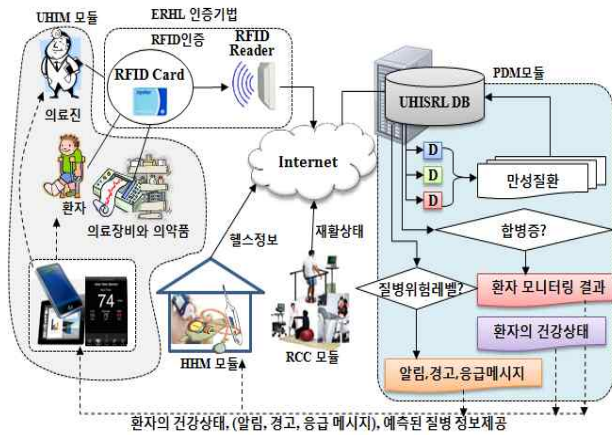 UHIM 모듈
ERHL 인증기법
RFID인증
RFID
Reader
RFID Card
의료진
PDM모듈
UHISRL DB
D
D
D
만성질환
Internet
환자
의료장비와 의약품
헬스정보
재활상태
합병증?
질병위험레벨?
환자 모니터링 결과
환자의 건강상태
74
HHM 모듈
RCC 모듈
알림,경고,응급메시지
환자의 건강상태, (알림, 경고, 응급 메시지), 예측된 질병 정보제공